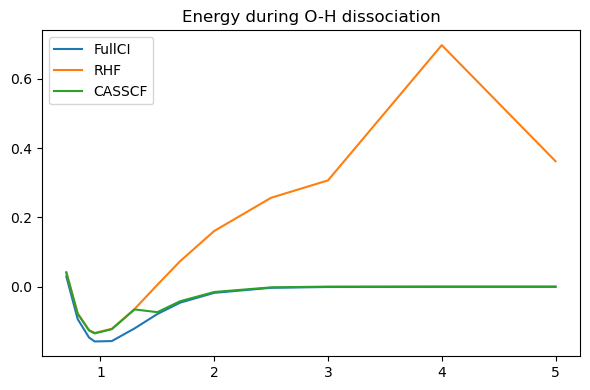 Energy during O-H dissociation
FullCI
RHF
CASSCF
0.6
0.4
0.2
0.0
1 2 3 4 5